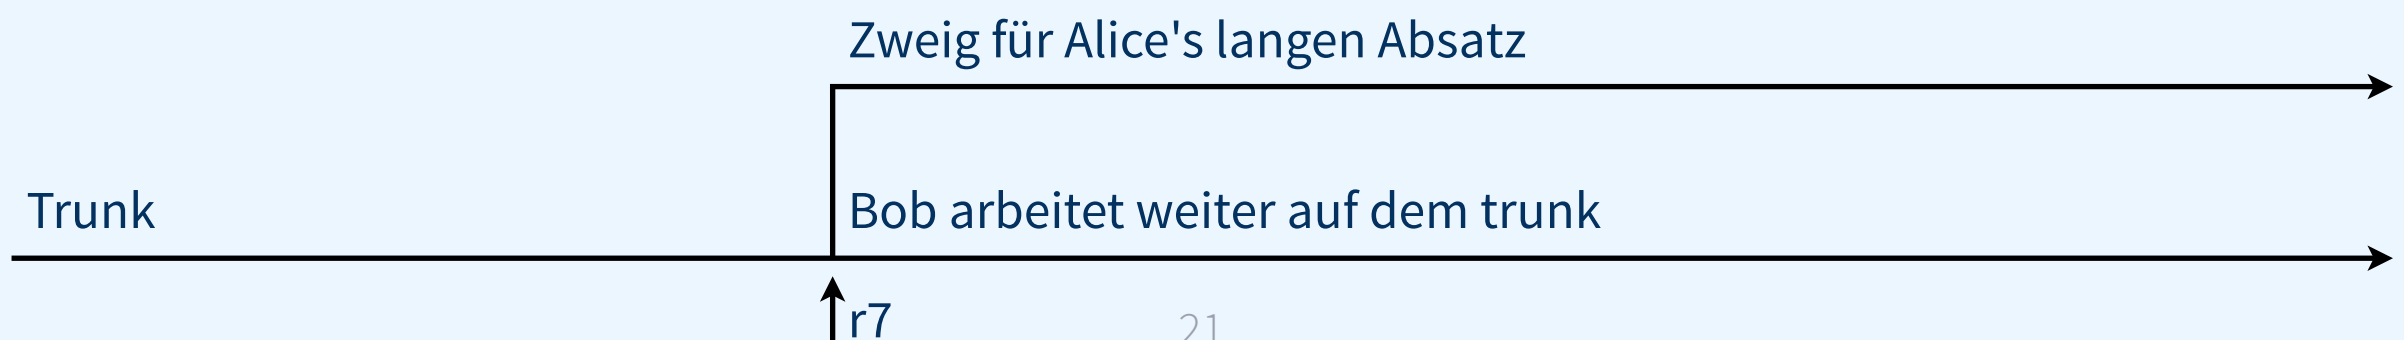 Zweig für Alice's langen Absatz
Trunk
Bob arbeitet weiter auf dem trunk
r7
21